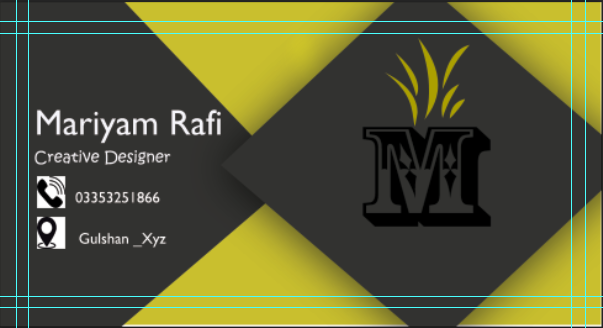 Mariyam Rafi
Creative Designer
03353251866
Gulshan _Xyz
M